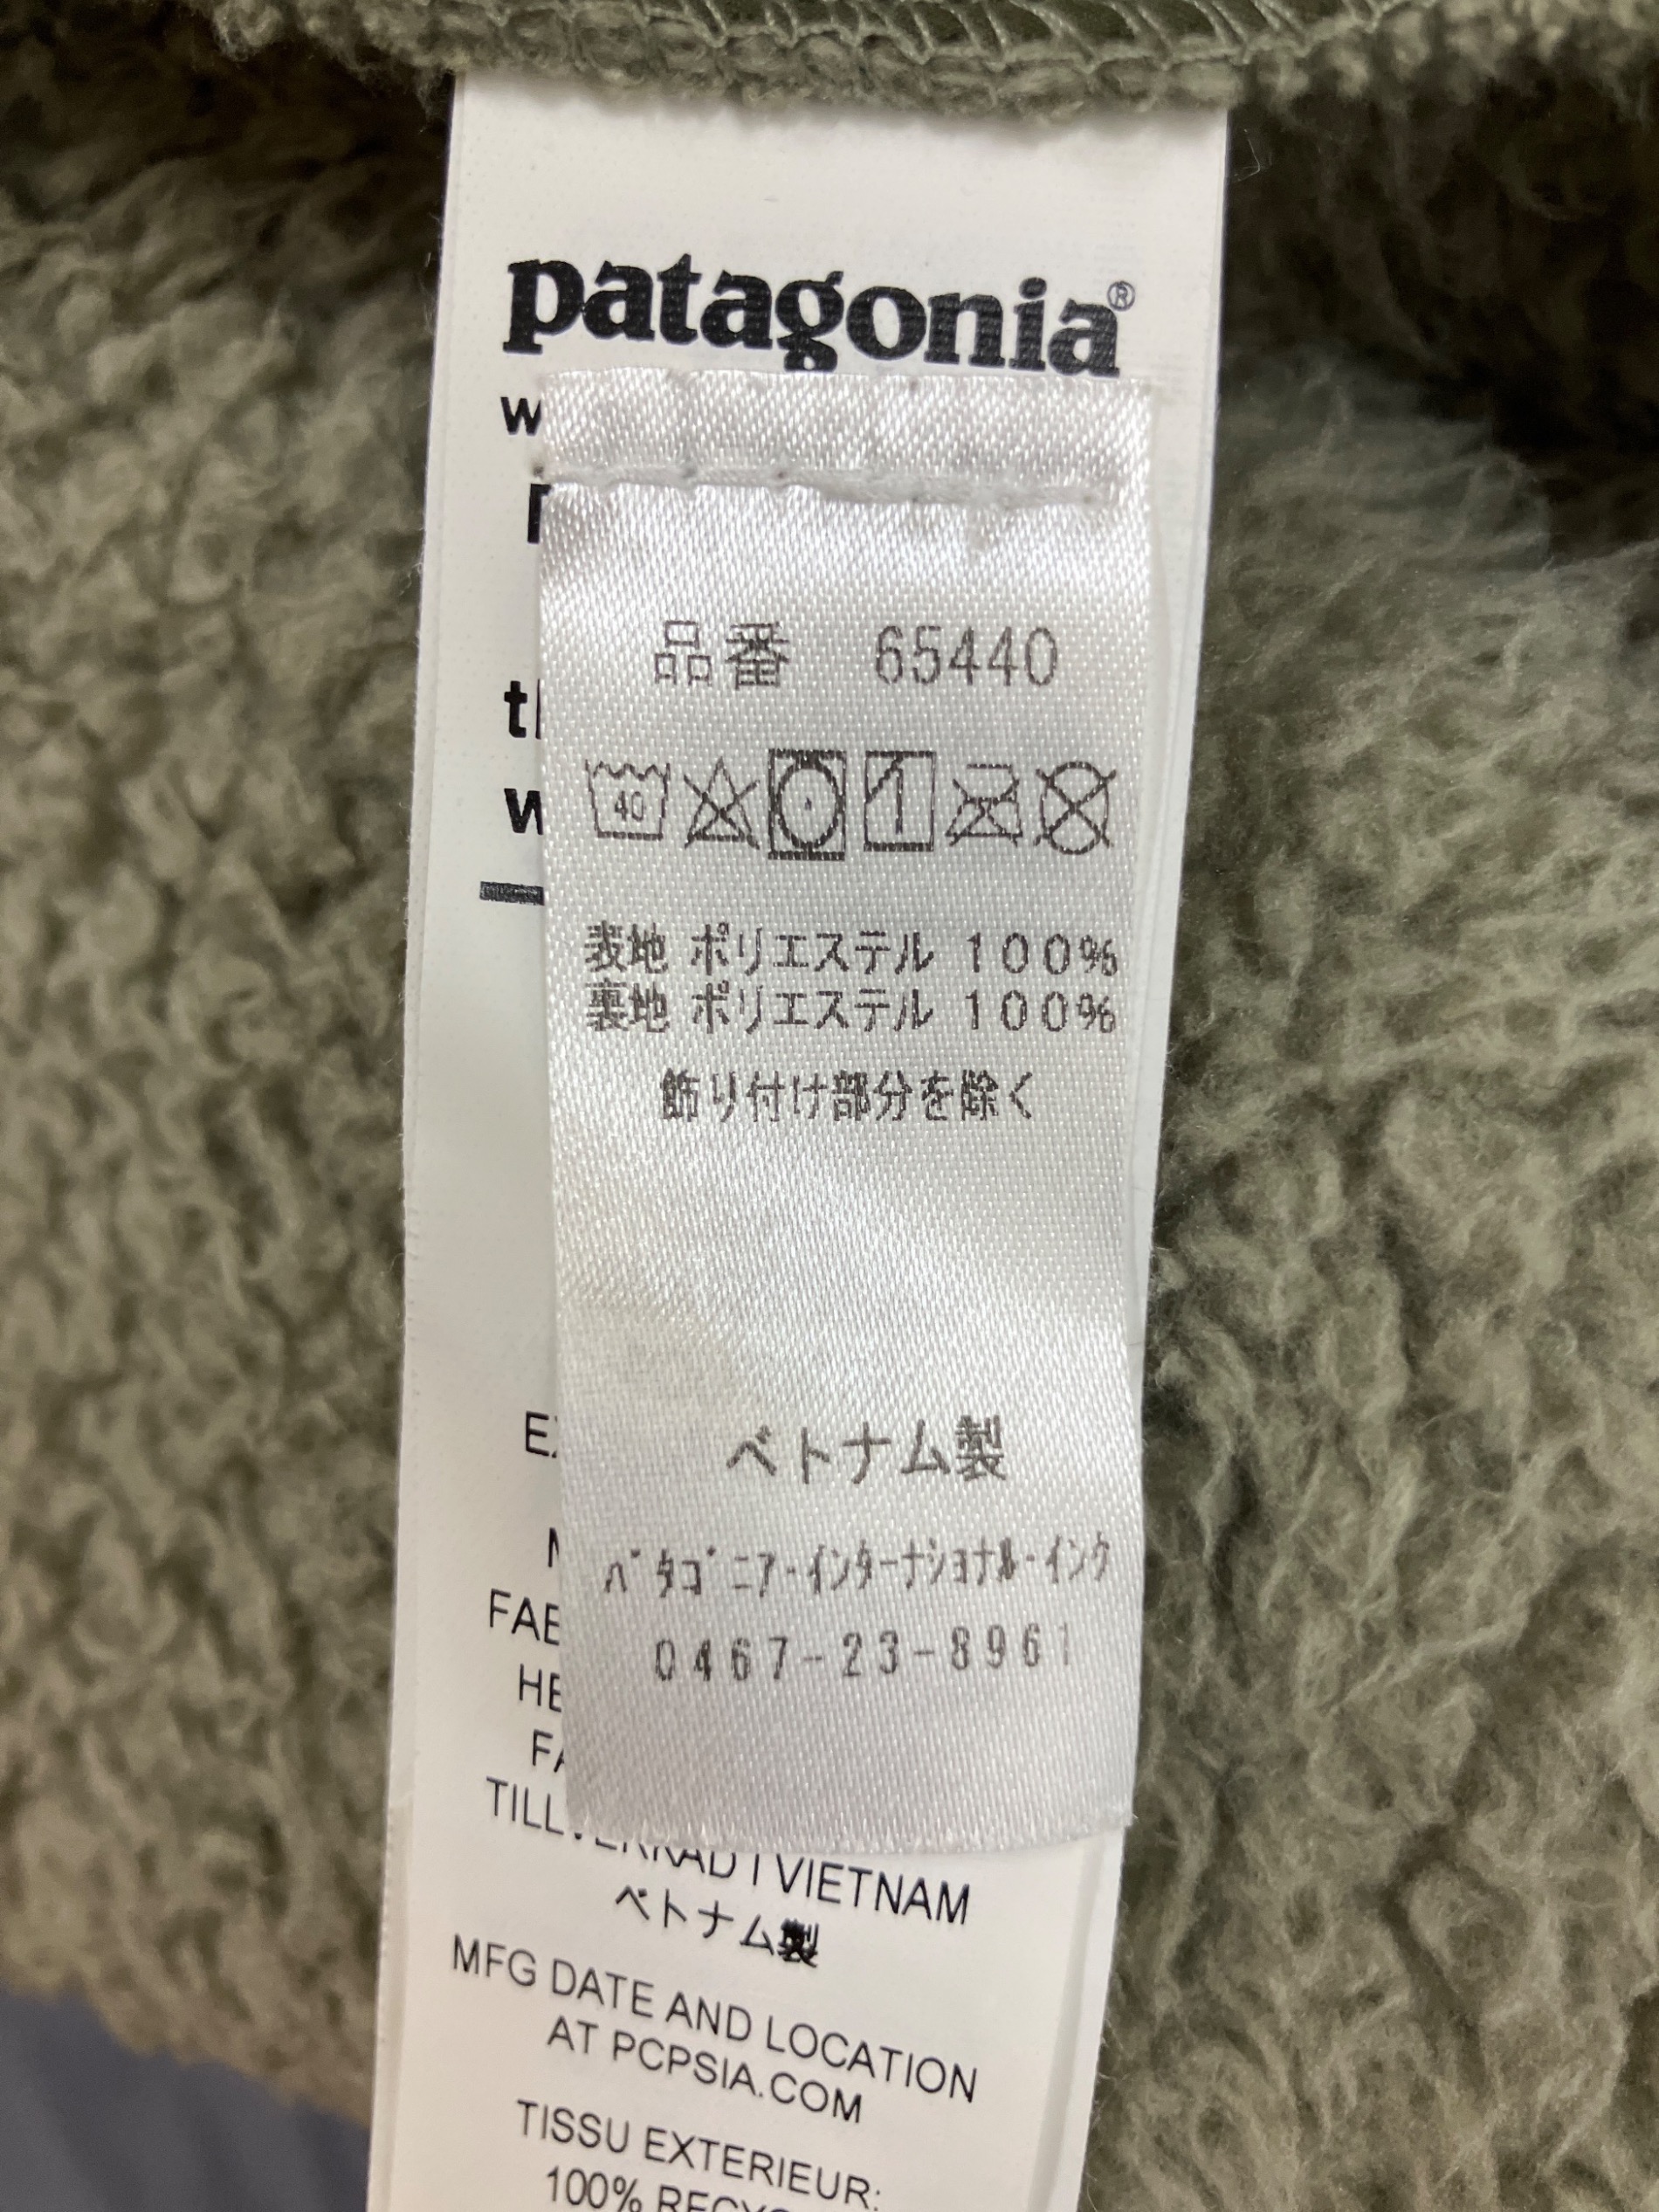 patagonia®
品番 65440
40
表地 ポリエステル 100%
裏地 ポリエステル 100%
飾り付け部分を除く
ベトナム製
パタゴニア・インターナショナル・インク
0467-23-8961
TILLVERKAD I VIETNAM
ベトナム製
MFG DATE AND LOCATION
AT PCPSIA.COM
TISSU EXTERIEUR:
100%